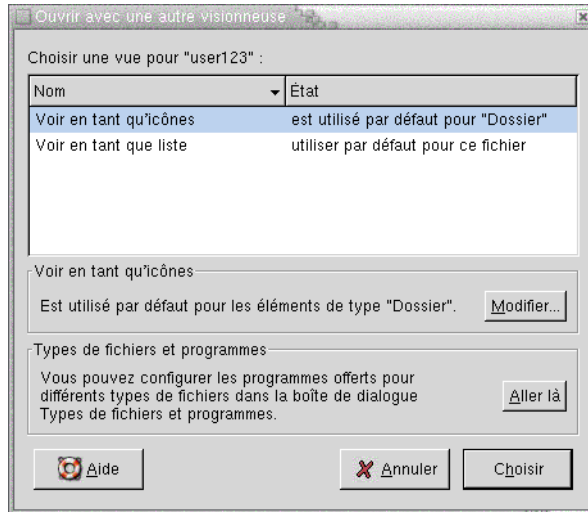 Ouvrir avec une autre visionneuse
Choisir une vue pour "user123" :
Nom État
Voir en tant qu'icônes est utilisé par défaut pour "Dossier"
Voir en tant que liste utiliser par défaut pour ce fichier
Voir en tant qu'icônes
Est utilisé par défaut pour les éléments de type "Dossier". Modifier...
Types de fichiers et programmes
Vous pouvez configurer les programmes offerts pour
différents types de fichiers dans la boîte de dialogue
Types de fichiers et programmes.
Aller là
Aide Annuler Choisir